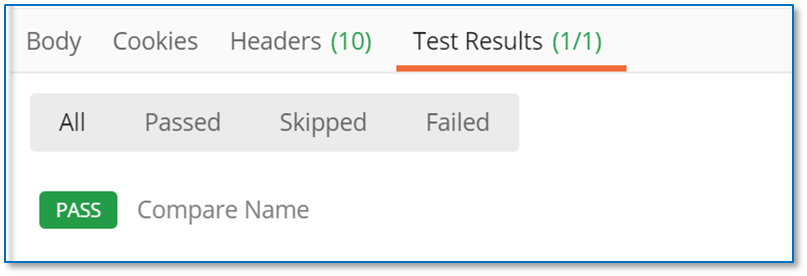 Body Cookies Headers (10) Test Results (1/1)
All Passed Skipped Failed
PASS Compare Name